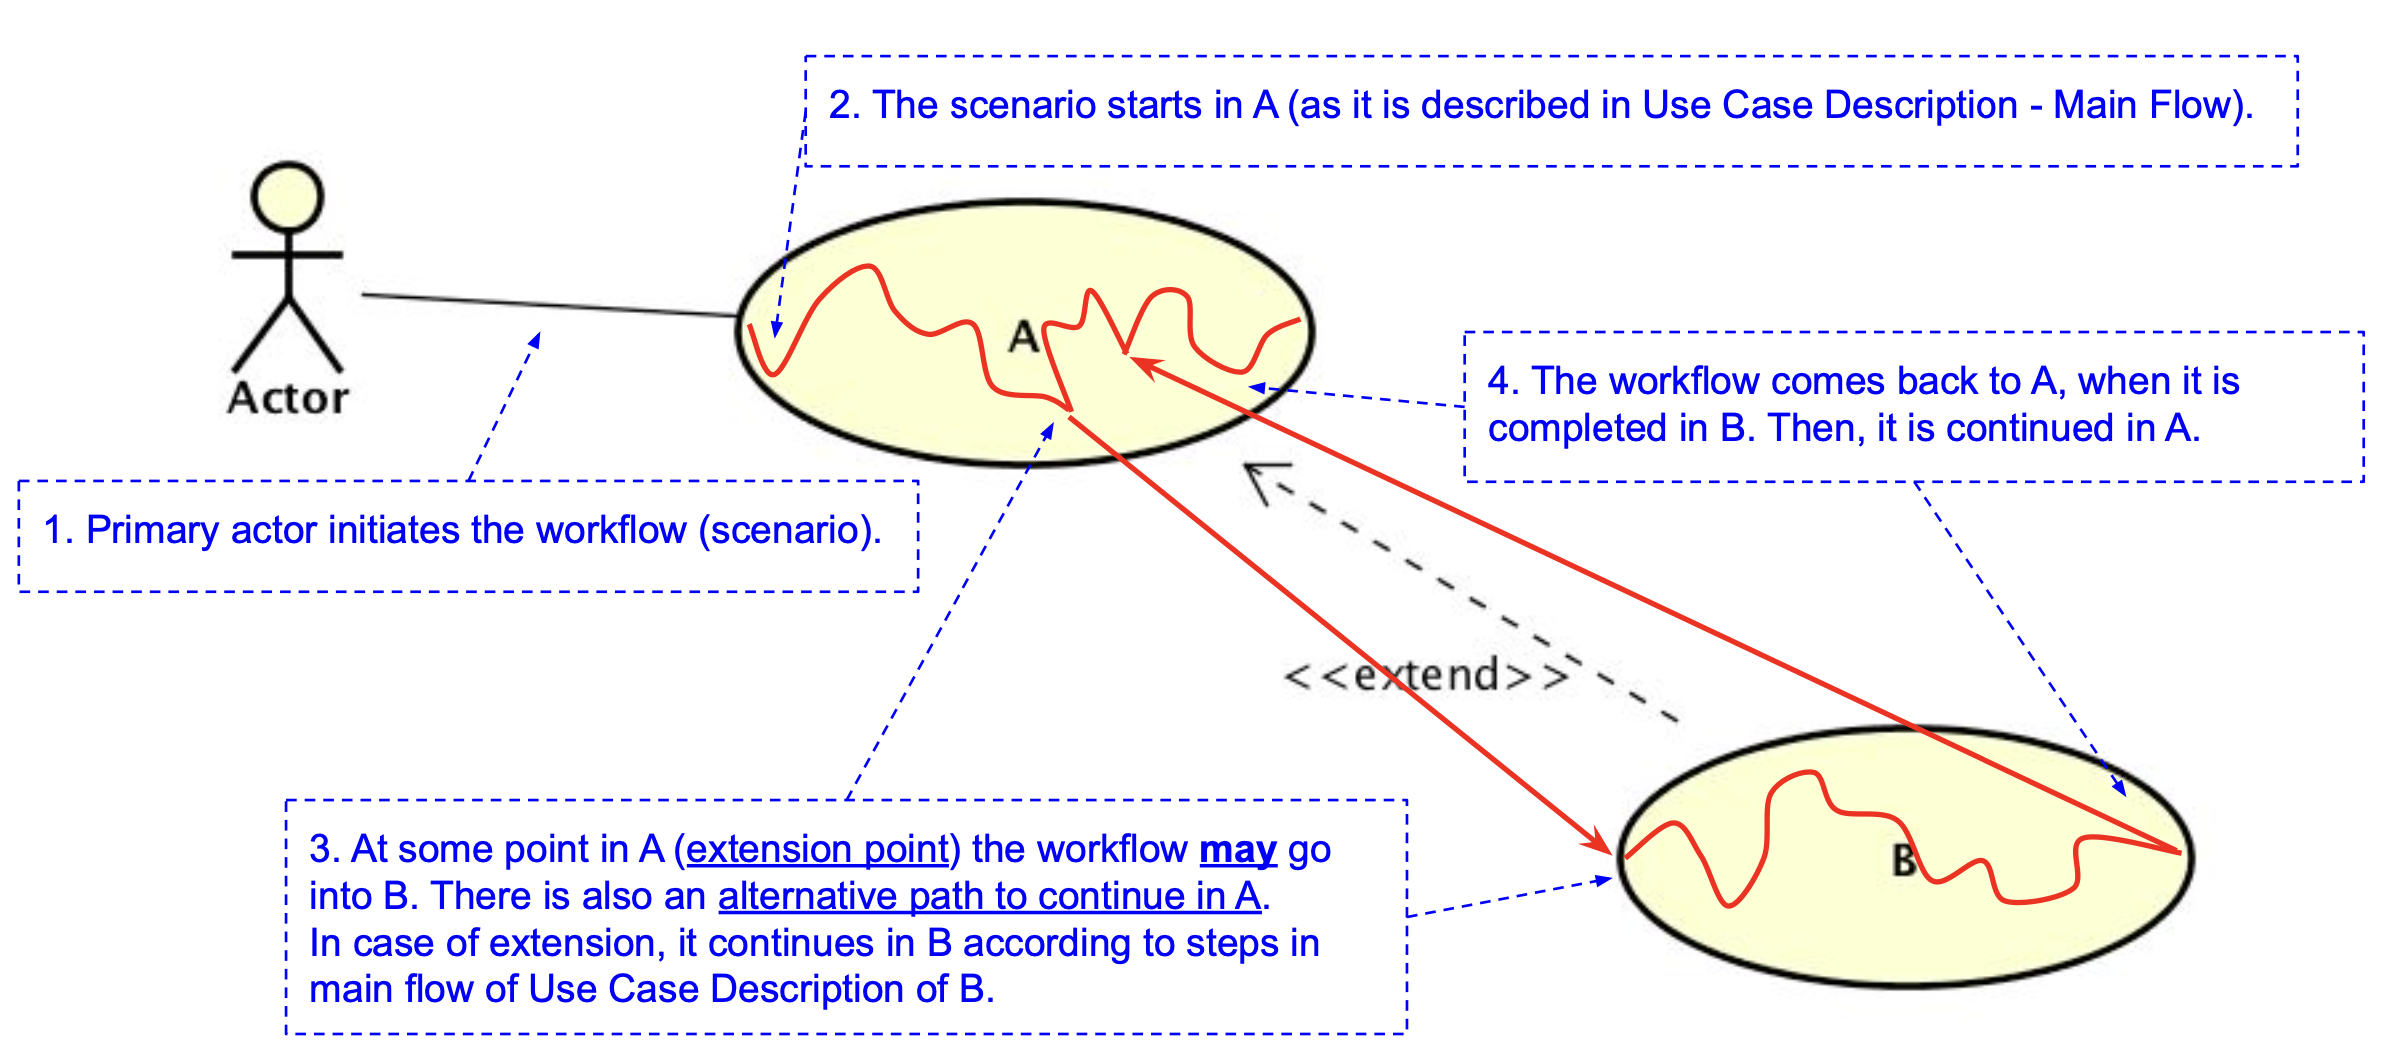 2. The scenario starts in A (as it is described in Use Case Description - Main Flow).
A
Actor
4. The workflow comes back to A, when it is
completed in B. Then, it is continued in A.
1. Primary actor initiates the workflow (scenario).
<<extend>>
3. At some point in A (extension point) the workflow may go
into B. There is also an alternative path to continue in A.
In case of extension, it continues in B according to steps in
main flow of Use Case Description of B.
B